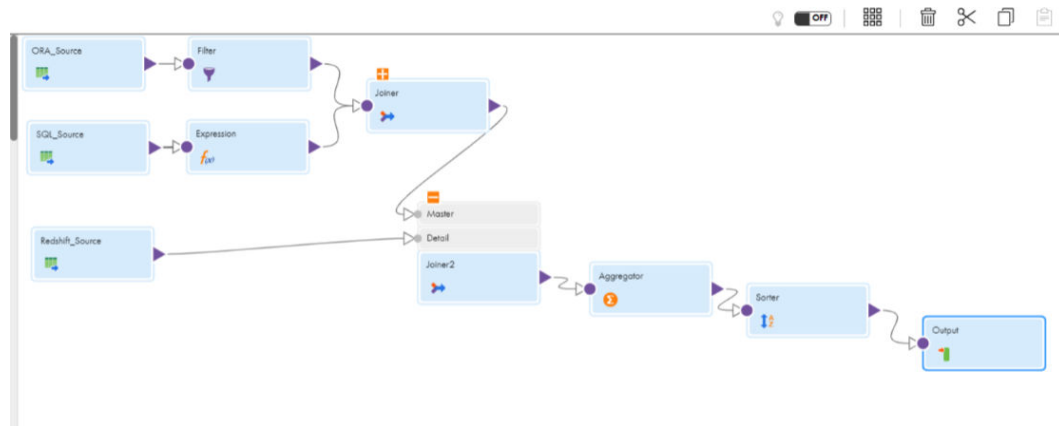 OFF
ORA_Source
Filter
Joiner
SQL_Source
Expression
f(x)
Master
Detail
Redshift_Source
Joiner2
Aggregator
Σ
Sorter
A
Z
Output